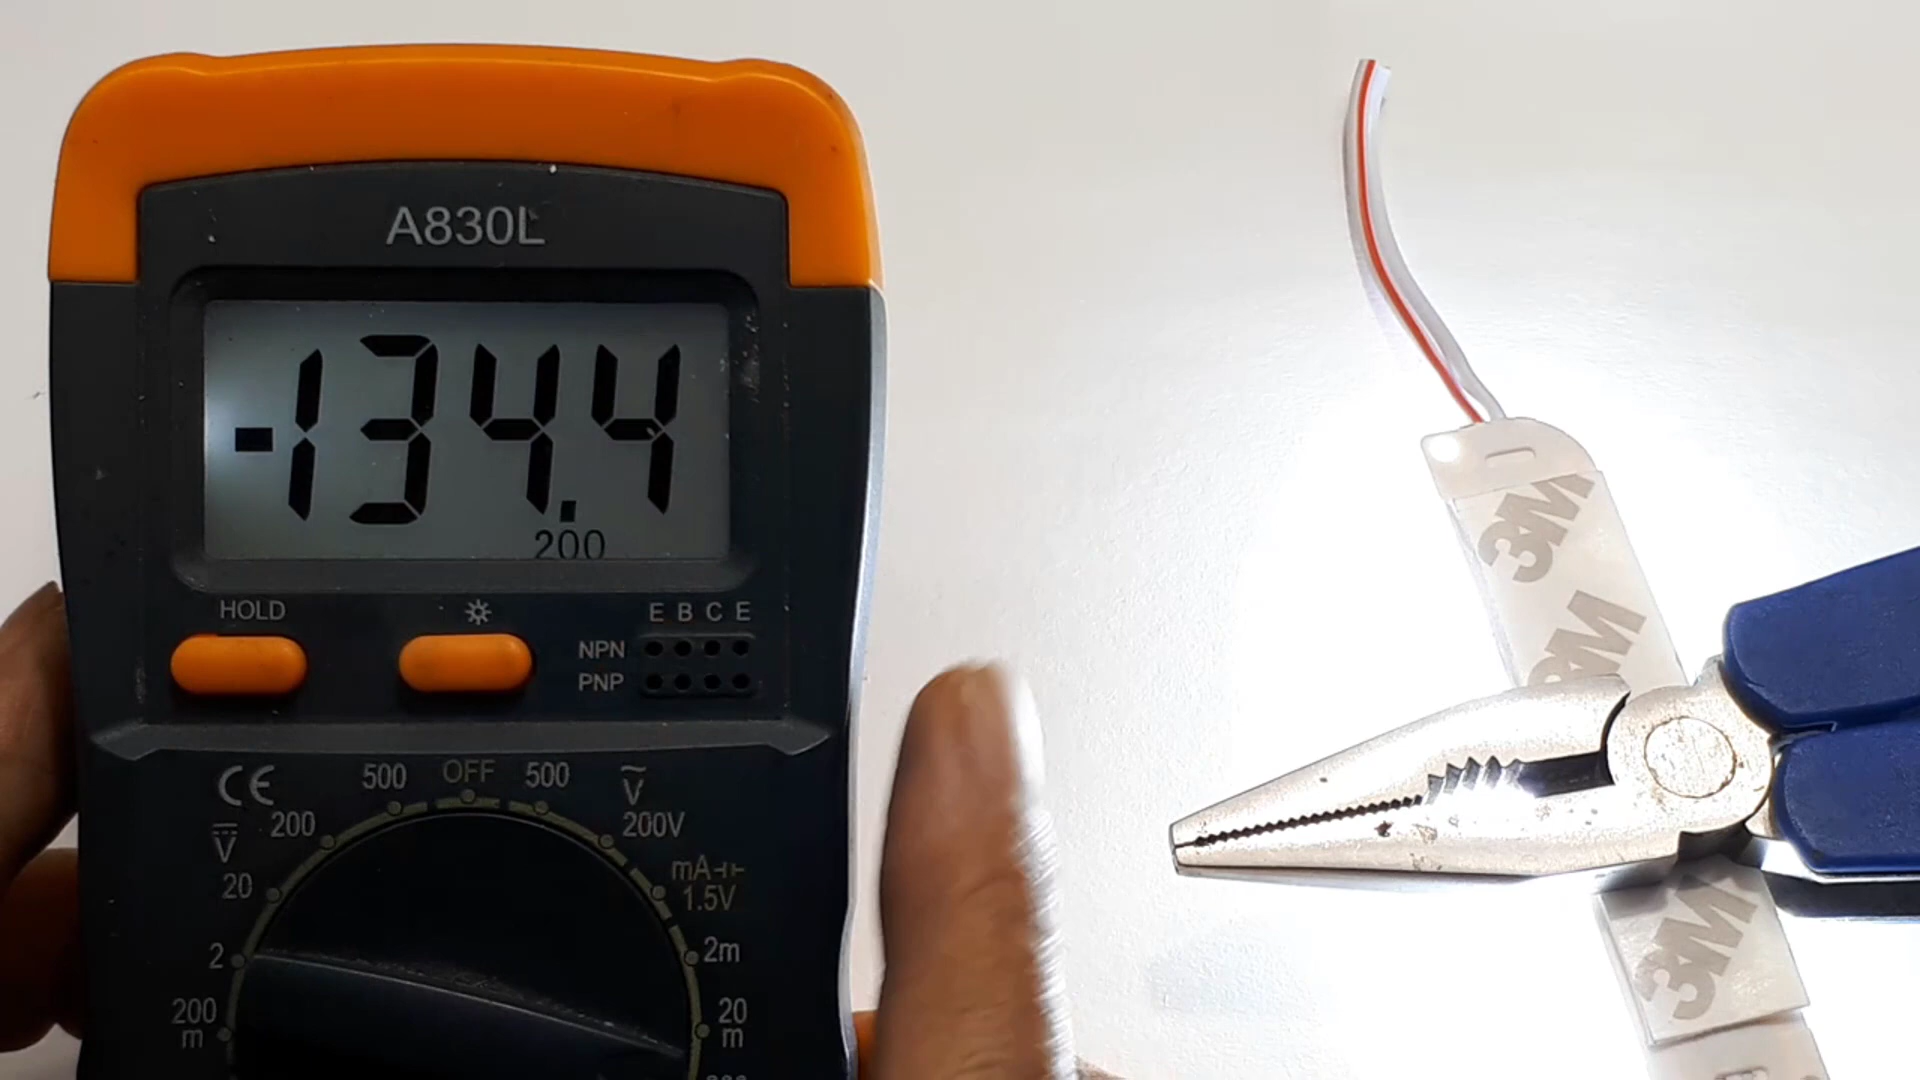 A830L
-134.4
200
HOLD
E B C E
NPN
PNP
CE
500 OFF 500
200
200V
V
V
20
mA
1.5V
2
2m
200
m
20
m
3M
3M
3M